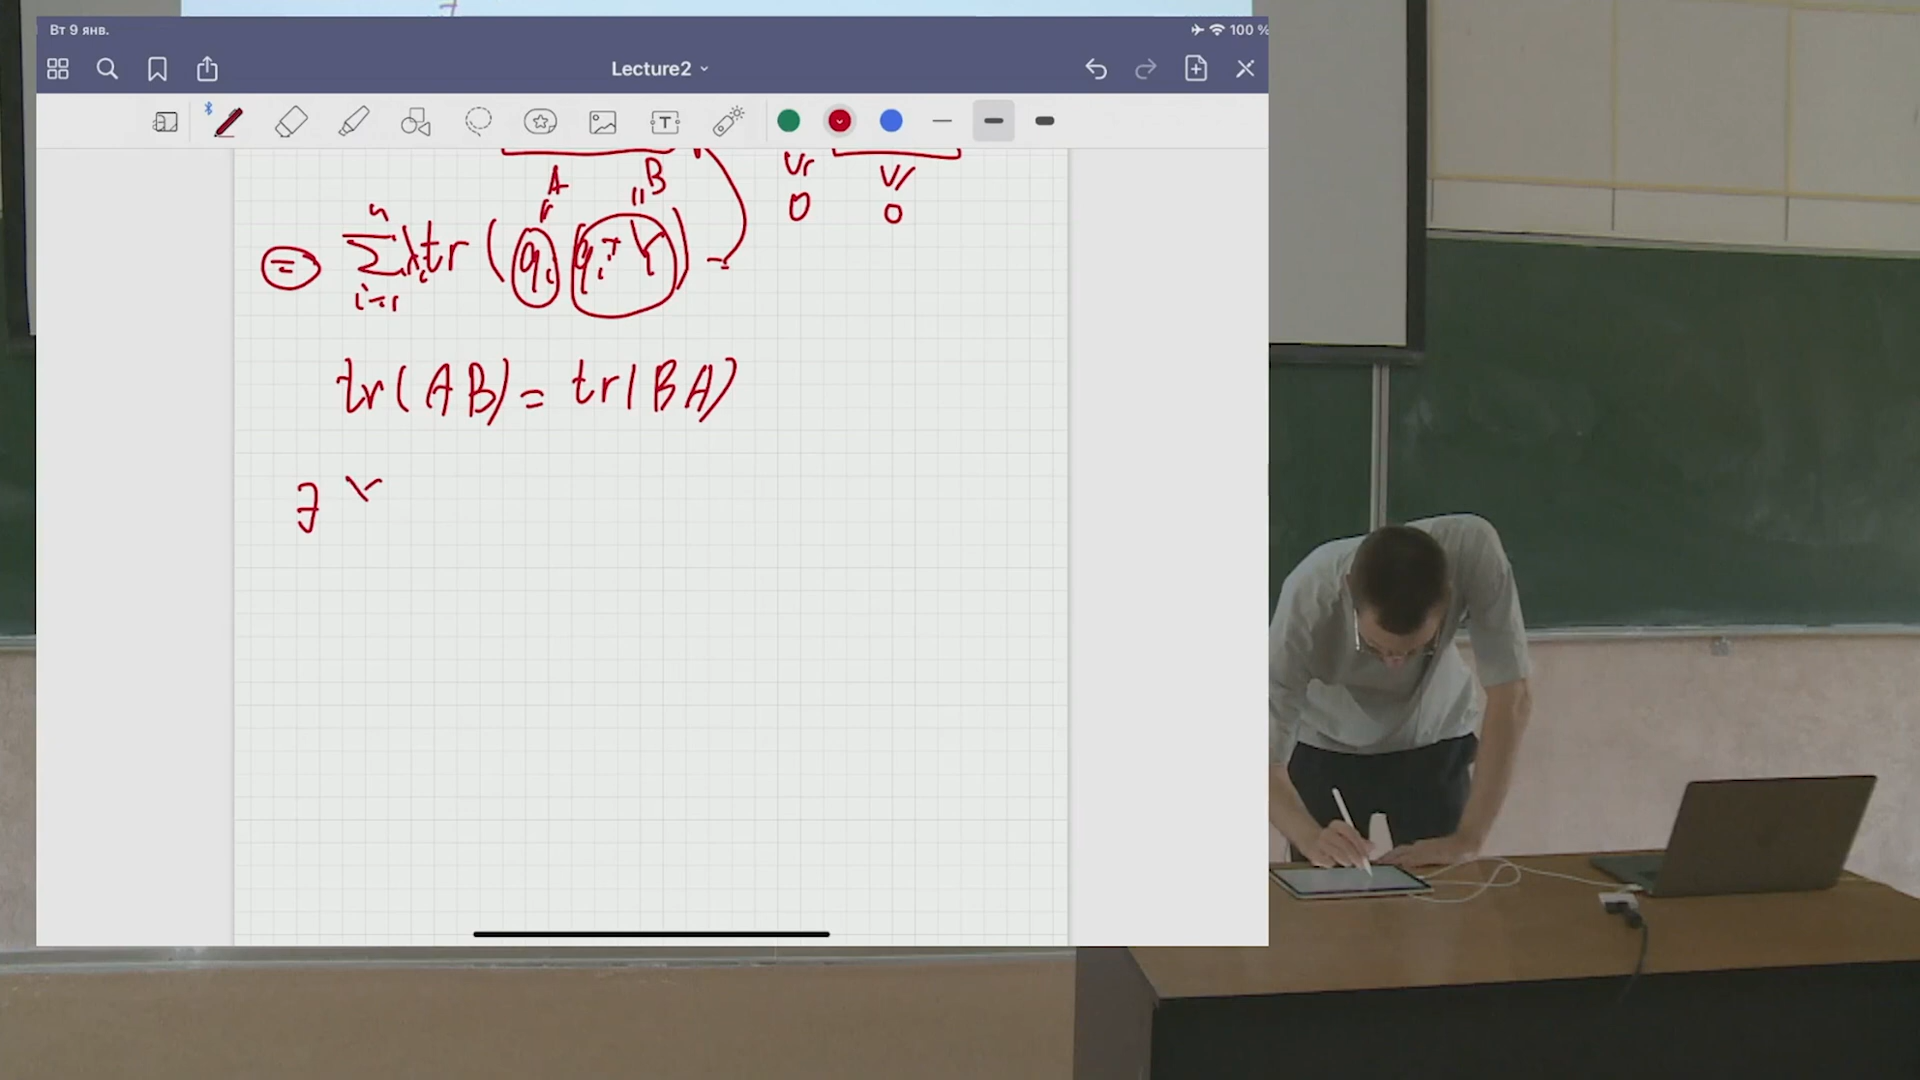 Вт 9 янв.
100 %
Lecture2
T
A B
Vr V/
0 0
= n ∑ i=1 λi tr ( qi qiᵀ Y ) =
tr(AB) = tr(BA)
∃